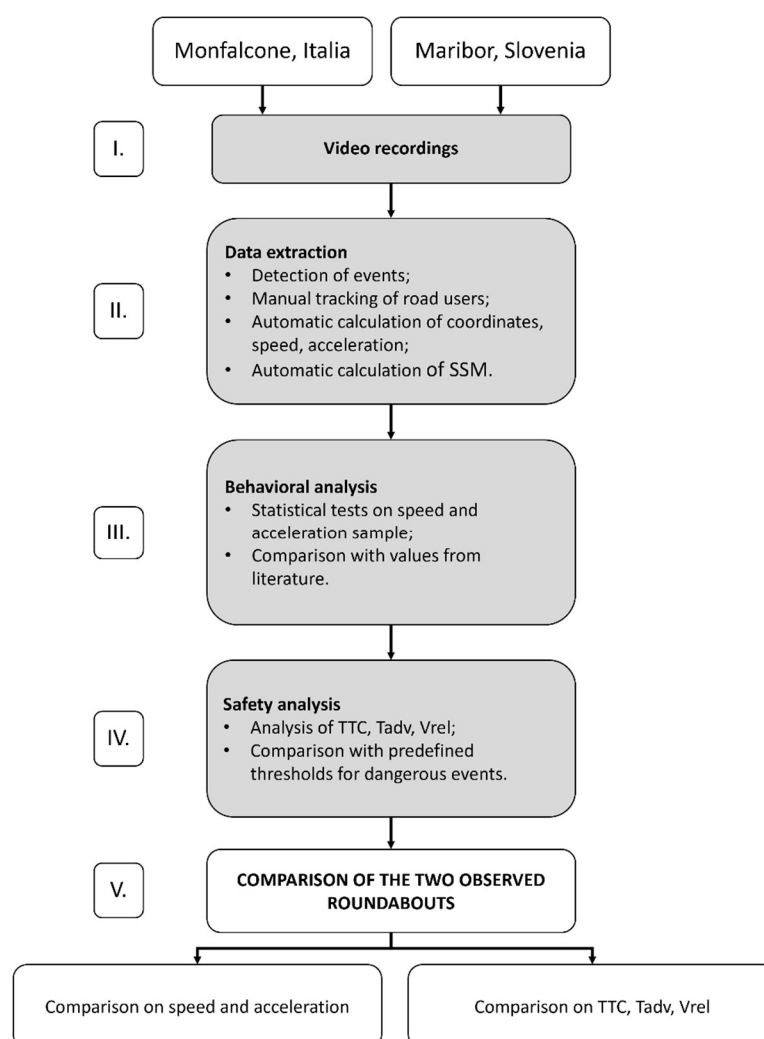 Monfalcone, Italia
Maribor, Slovenia
I.
Video recordings
II.
Data extraction
• Detection of events;
• Manual tracking of road users;
• Automatic calculation of coordinates,
speed, acceleration;
• Automatic calculation of SSM.
III.
Behavioral analysis
• Statistical tests on speed and
acceleration sample;
• Comparison with values from
literature.
IV.
Safety analysis
• Analysis of TTC, Tadv, Vrel;
• Comparison with predefined
thresholds for dangerous events.
V.
COMPARISON OF THE TWO OBSERVED
ROUNDABOUTS
Comparison on speed and acceleration
Comparison on TTC, Tadv, Vrel